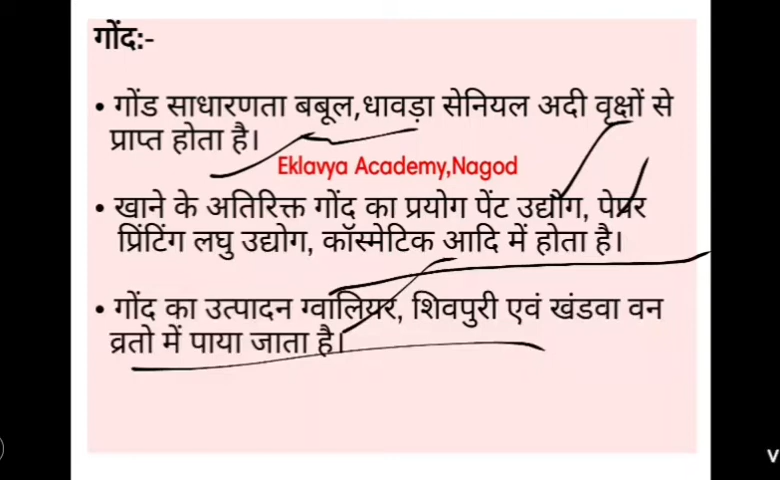 गोंद:-
• गोंड साधारणता बबूल,धावड़ा सेनियल अदी वृक्षों से
प्राप्त होता है।
Eklavya Academy,Nagod
• खाने के अतिरिक्त गोंद का प्रयोग पेंट उद्यौग, पेपर
प्रिंटिंग लघु उद्योग, कॉस्मेटिक आदि में होता है।
• गोंद का उत्पादन ग्वालियर, शिवपुरी एवं खंडवा वन
व्रतो में पाया जाता है।